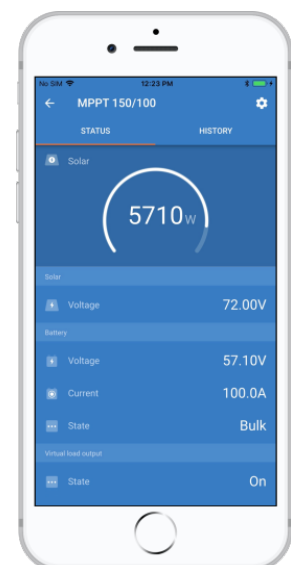 No SIM 12:23 PM
MPPT 150/100
STATUS HISTORY
Solar
5710W
Solar
Voltage 72.00V
Battery
Voltage 57.10V
Current 100.0A
State Bulk
Virtual load output
State On